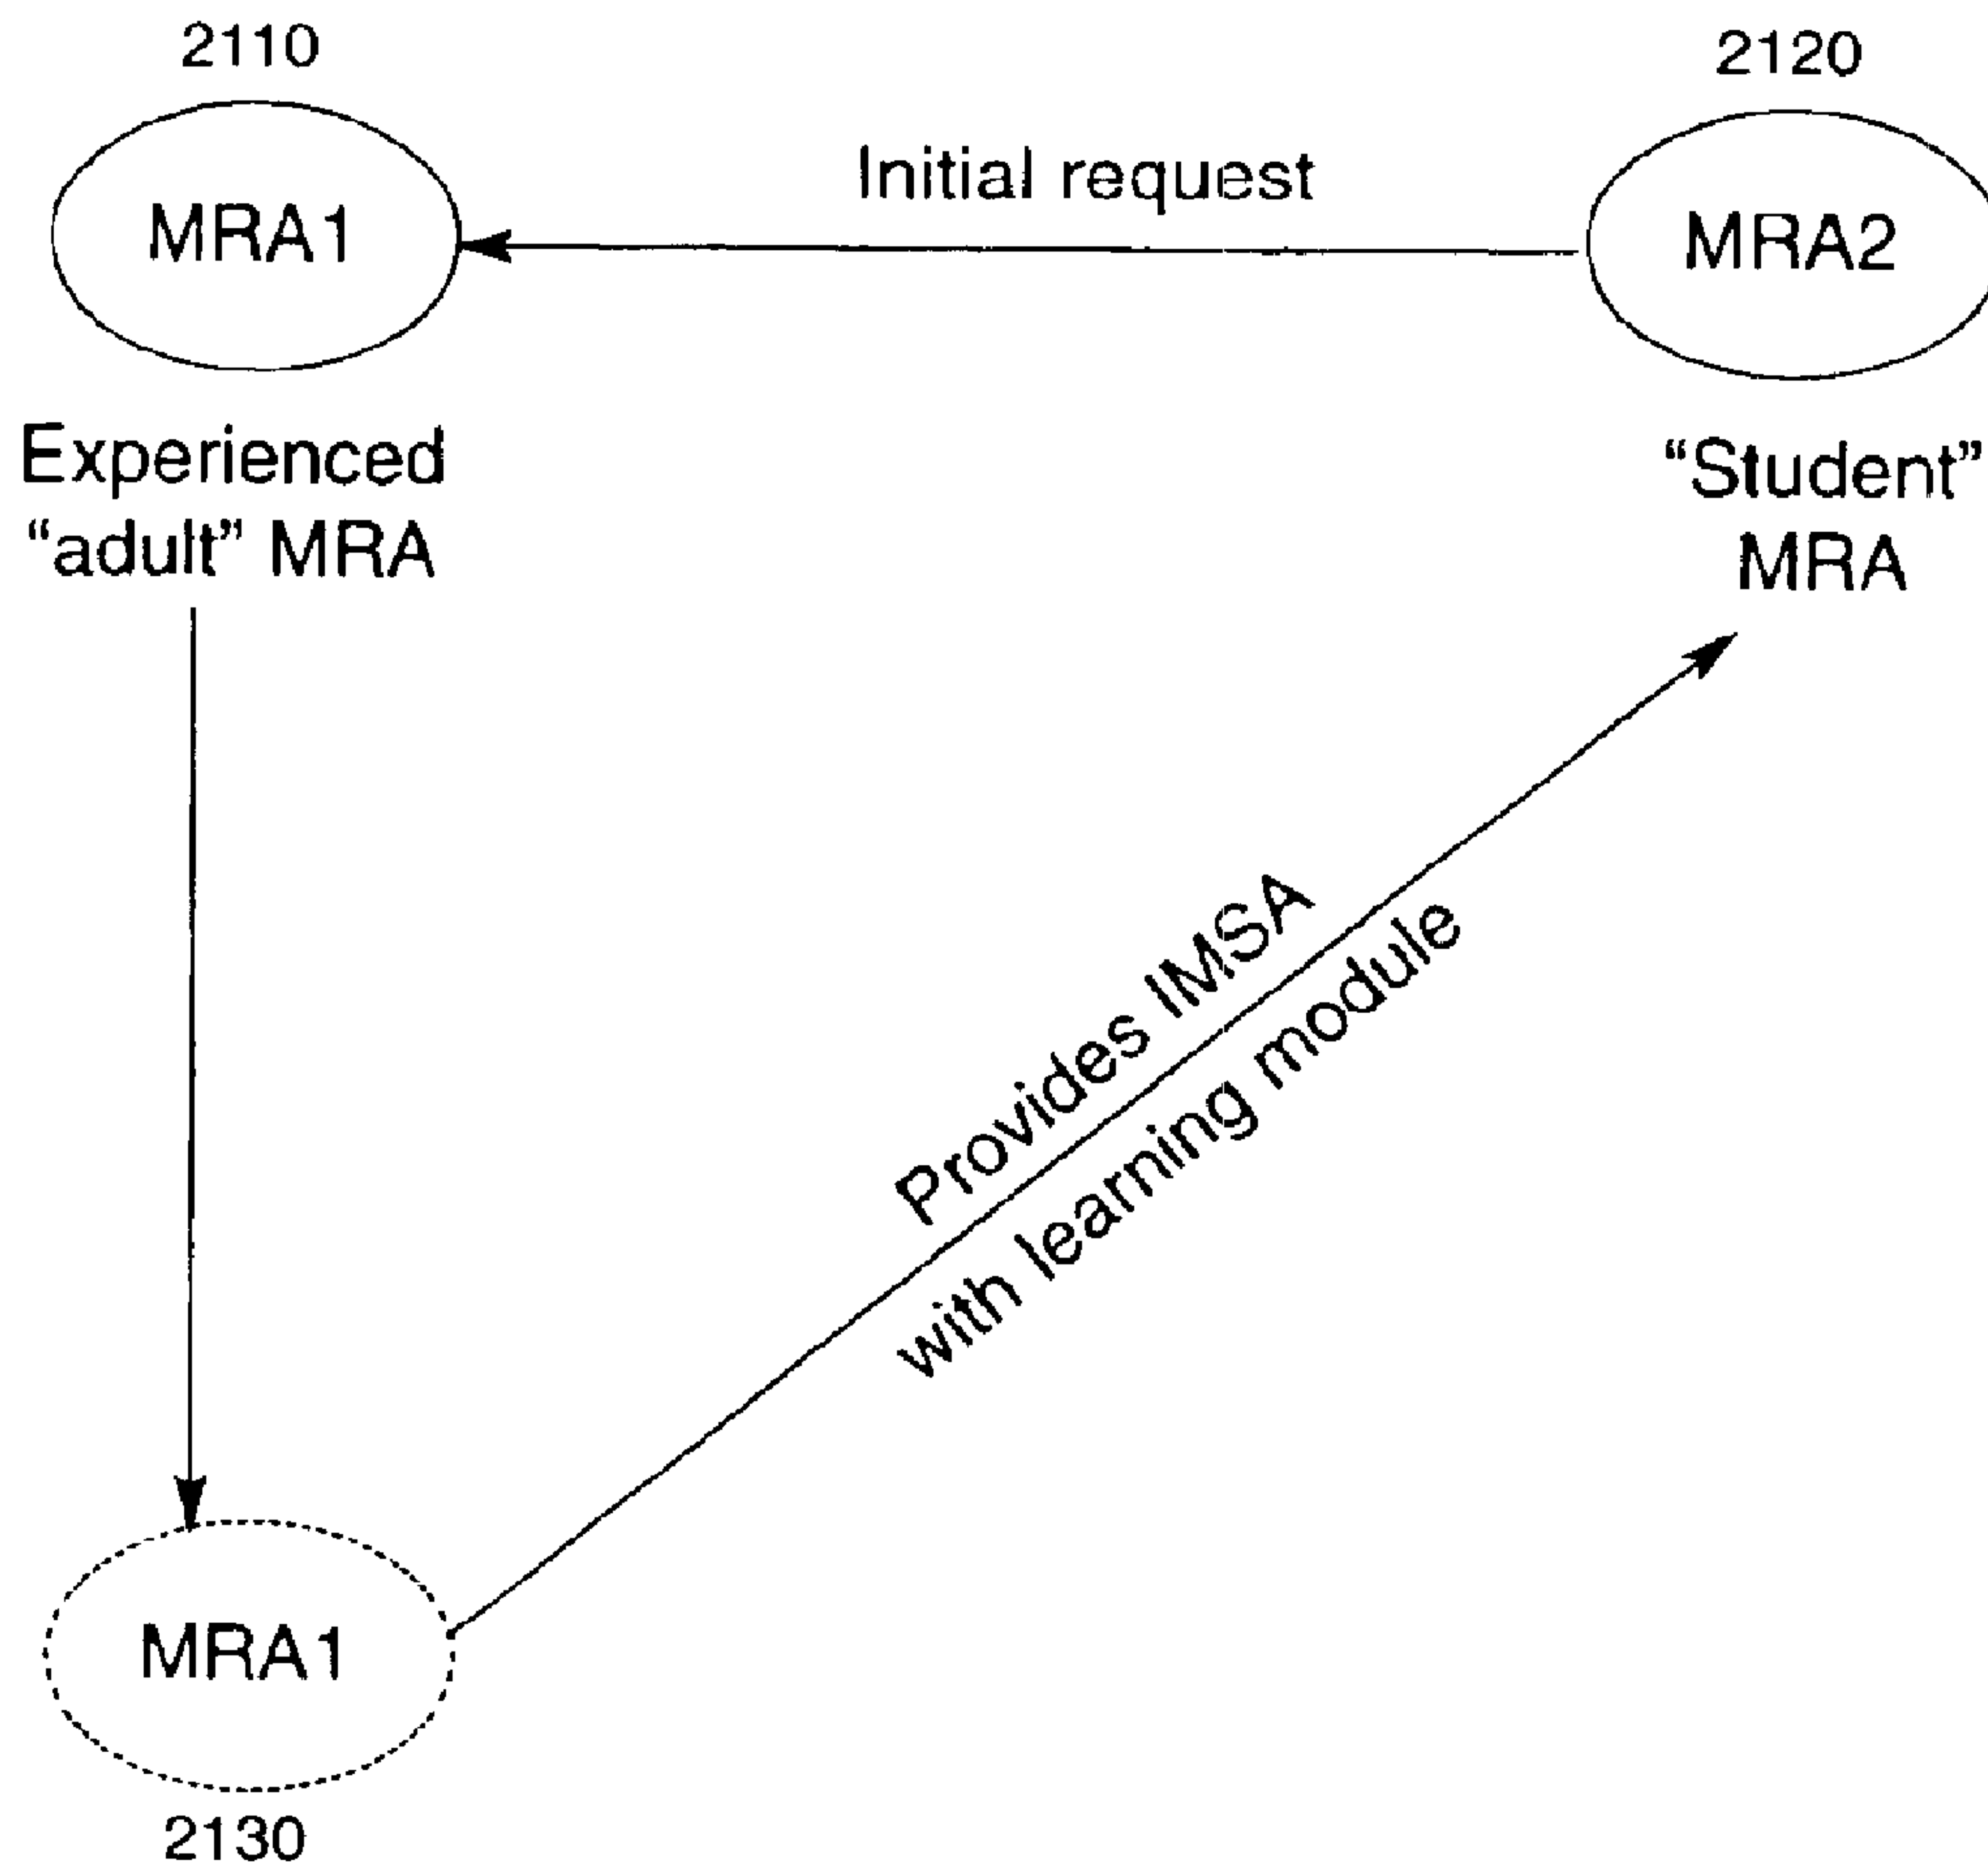 2110
2120
MRA1
Initial request
MRA2
Experienced
“adult” MRA
“Student”
MRA
Provides IMSA
with learning module
MRA1
2130